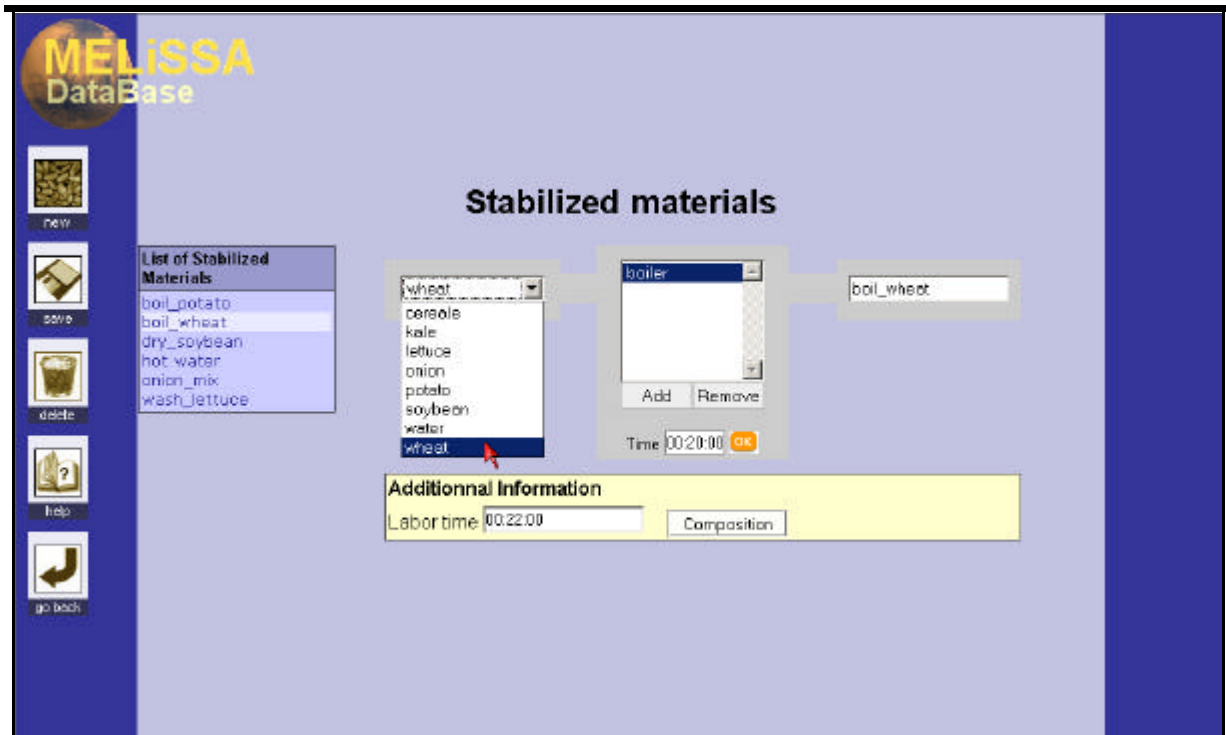 MELiSSA
DataBase
new
save
delete
help
go back
Stabilized materials
List of Stabilized
Materials
boil_potato
boil_wheat
dry_soybean
hot water
onion_mix
wash_lettuce
wheat
cereale
kale
lettuce
onion
potato
soybean
water
wheat
boiler
Add Remove
Time 00:20:00 OK
boil_wheat
Additionnal Information
Labor time 00:22:00 Composition